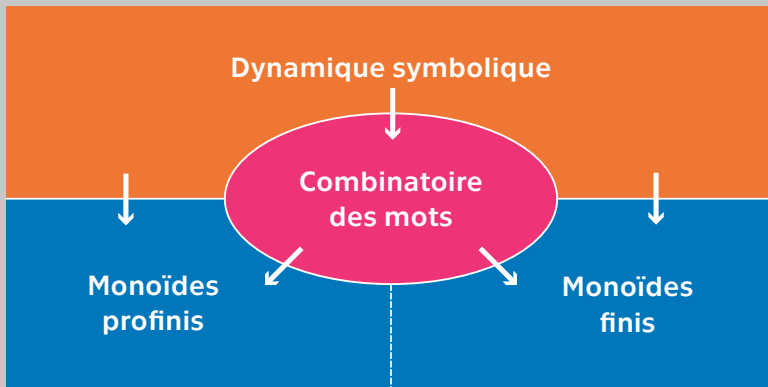 Dynamique symbolique
Combinatoire
des mots
Monoïdes
profinis
Monoïdes
finis